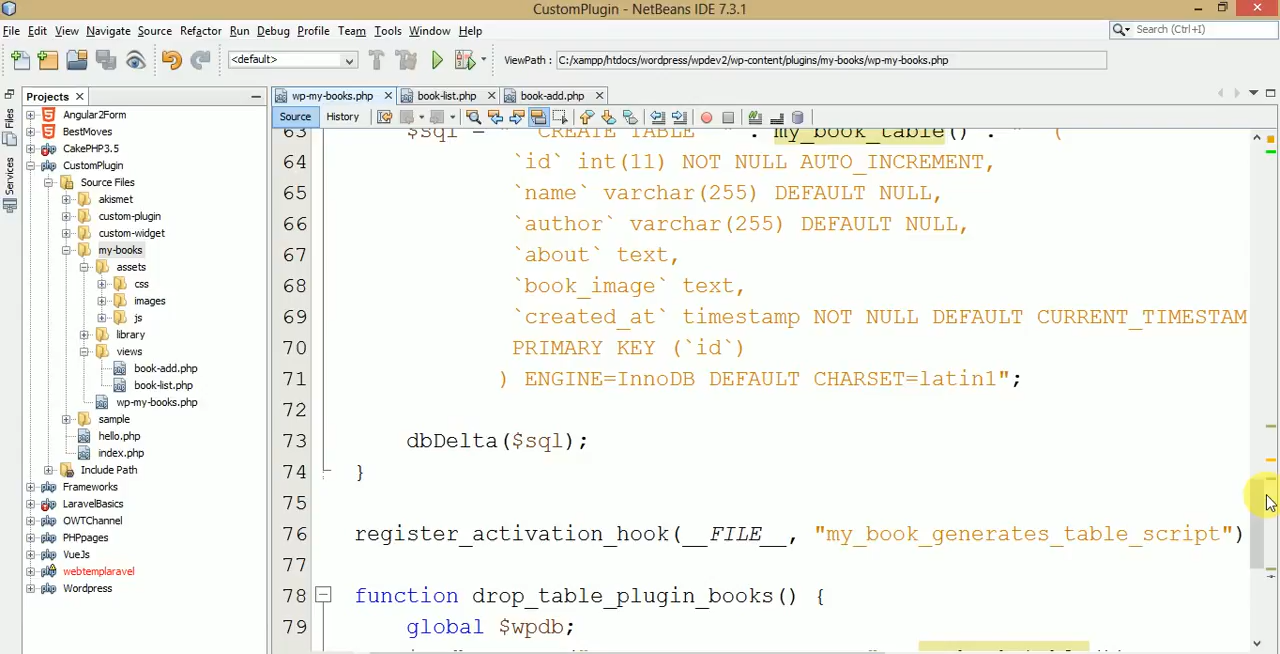 CustomPlugin - NetBeans IDE 7.3.1
File Edit View Navigate Source Refactor Run Debug Profile Team Tools Window Help
Search (Ctrl+I)
<default>
ViewPath : C:/xampp/htdocs/wordpress/wpdev2/wp-content/plugins/my-books/wp-my-books.php
Projects
wp-my-books.php
book-list.php
book-add.php
Source
History
Files
Services
Angular2Form
BestMoves
CakePHP3.5
CustomPlugin
Source Files
akismet
custom-plugin
custom-widget
my-books
assets
css
images
js
library
views
book-add.php
book-list.php
wp-my-books.php
sample
hello.php
index.php
Include Path
Frameworks
LaravelBasics
OWTChannel
PHPpages
VueJs
webtemplaravel
Wordpress
63 $sql = " CREATE TABLE " . my_book_table() . " (
64 `id` int(11) NOT NULL AUTO_INCREMENT,
65 `name` varchar(255) DEFAULT NULL,
66 `author` varchar(255) DEFAULT NULL,
67 `about` text,
68 `book_image` text,
69 `created_at` timestamp NOT NULL DEFAULT CURRENT_TIMESTAM
70 PRIMARY KEY (`id`)
71 ) ENGINE=InnoDB DEFAULT CHARSET=latin1";
72
73 dbDelta($sql);
74 }
75
76 register_activation_hook(__FILE__, "my_book_generates_table_script")
77
78 function drop_table_plugin_books() {
79 global $wpdb;